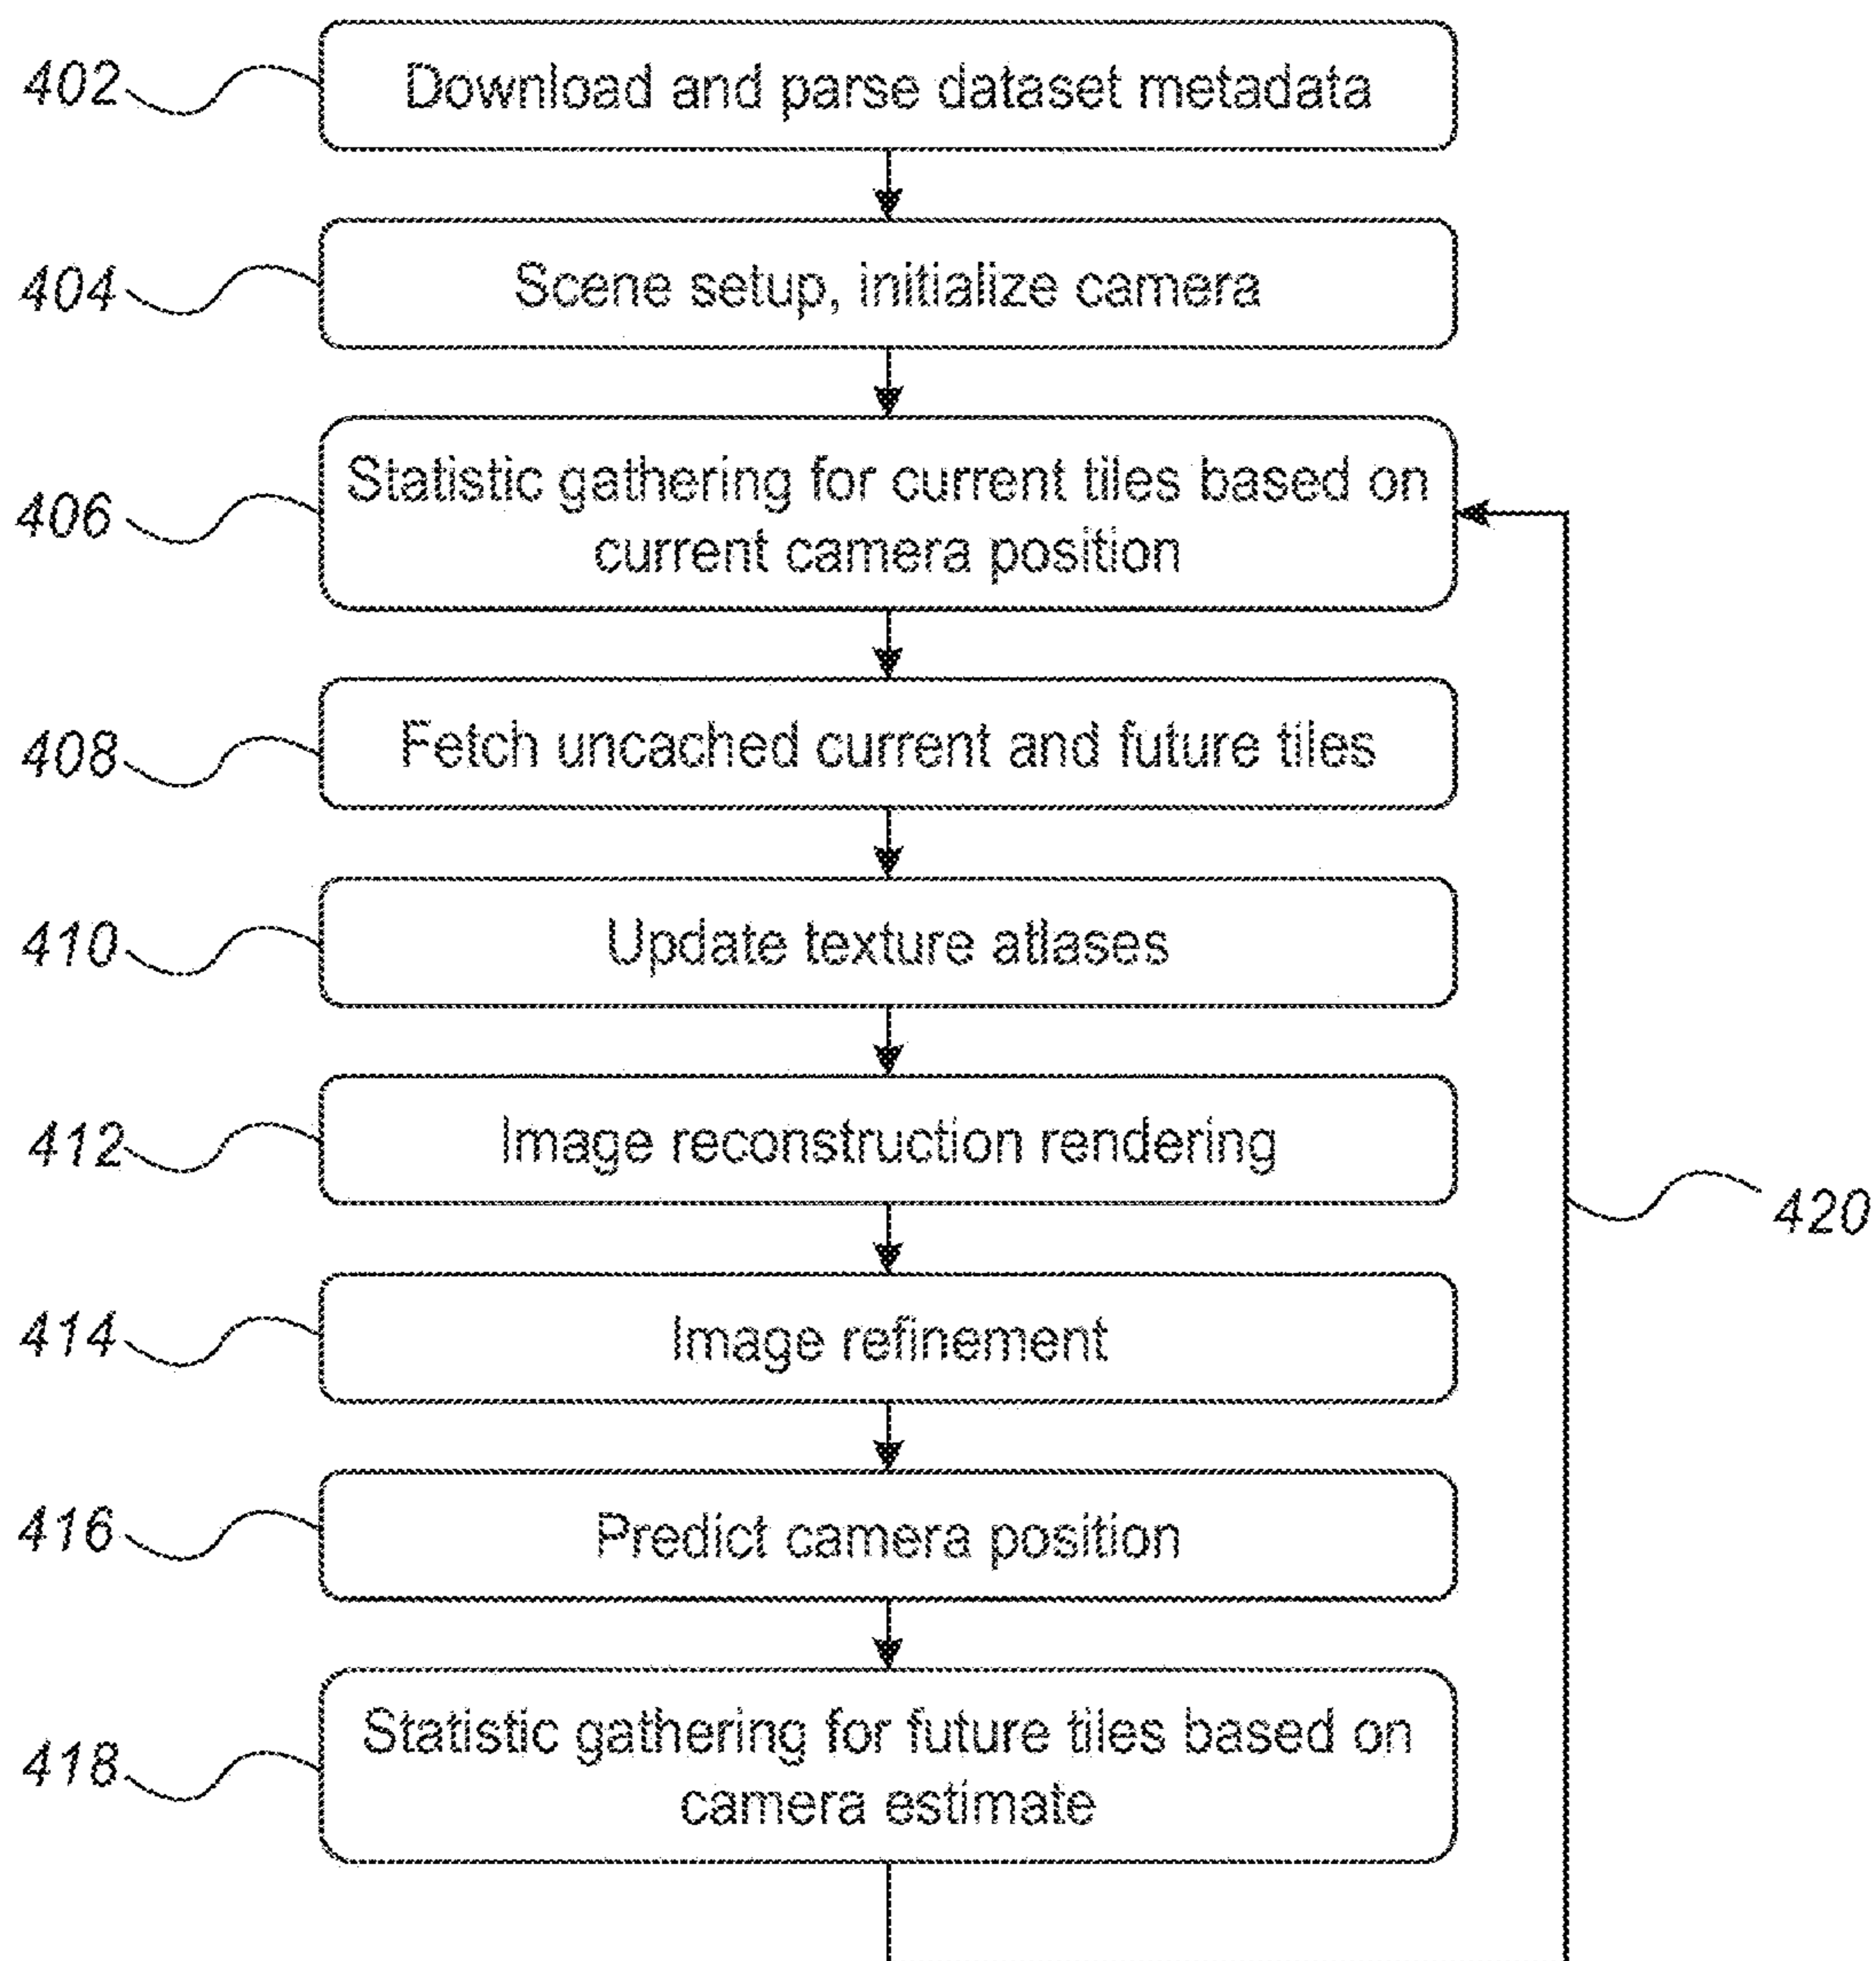 402 Download and parse dataset metadata
404 Scene setup, initialize camera
406 Statistic gathering for current tiles based on
current camera position
408 Fetch uncached current and future tiles
410 Update texture atlases
412 Image reconstruction rendering
420
414 Image refinement
416 Predict camera position
418 Statistic gathering for future tiles based on
camera estimate